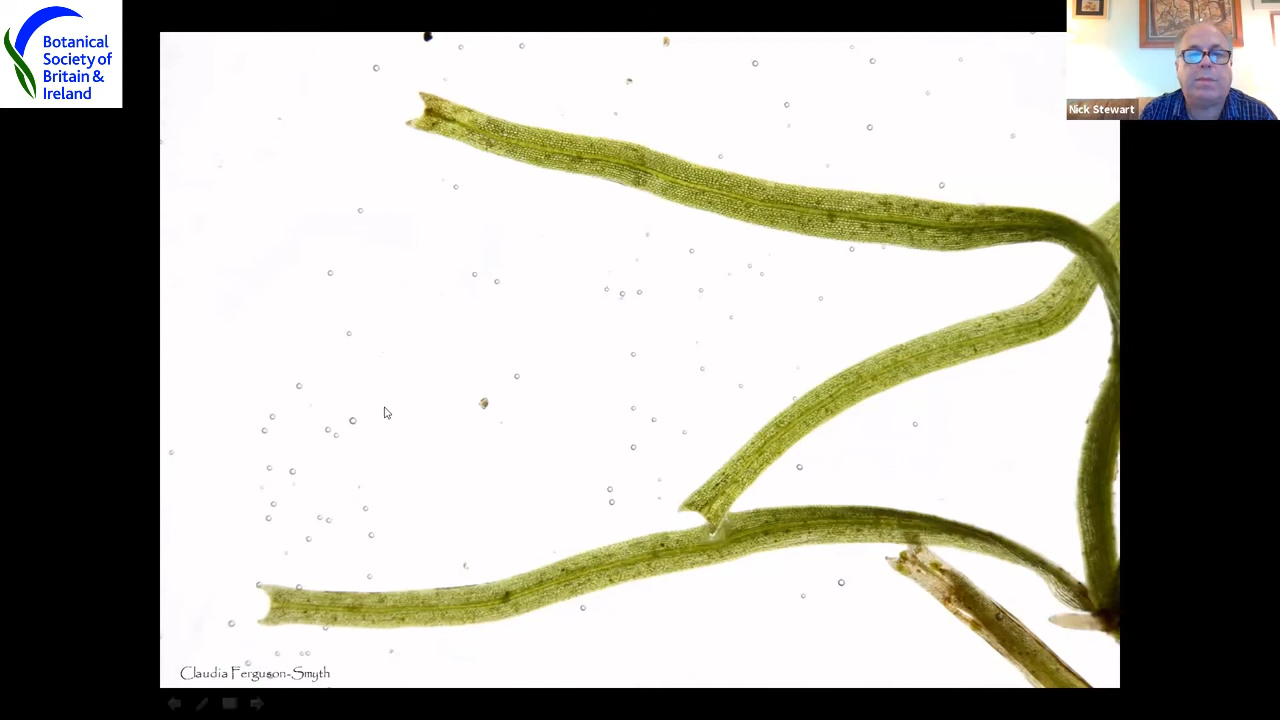 Botanical
Society of
Britain &
Ireland
Nick Stewart
Claudia Ferguson-Smyth